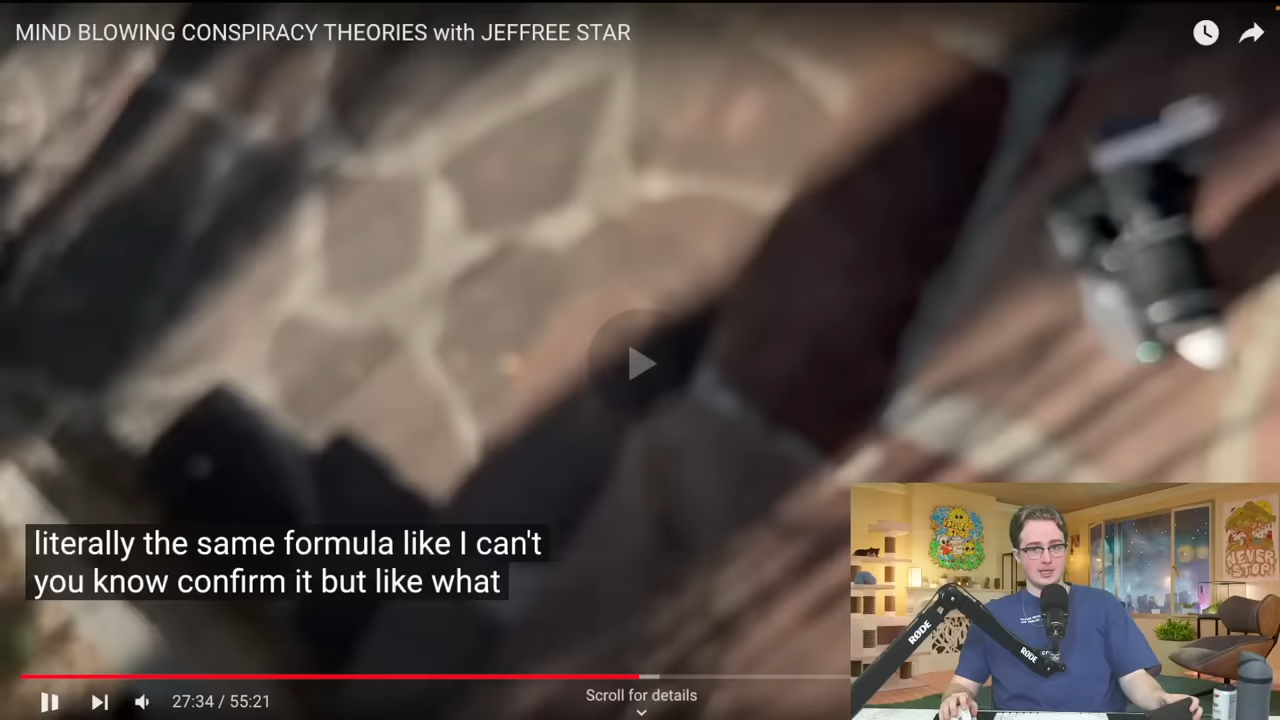 MIND BLOWING CONSPIRACY THEORIES with JEFFREE STAR
literally the same formula like I can't
you know confirm it but like what
27:34 / 55:21
Scroll for details
RØDE
RØDE
NEVER
STOP!